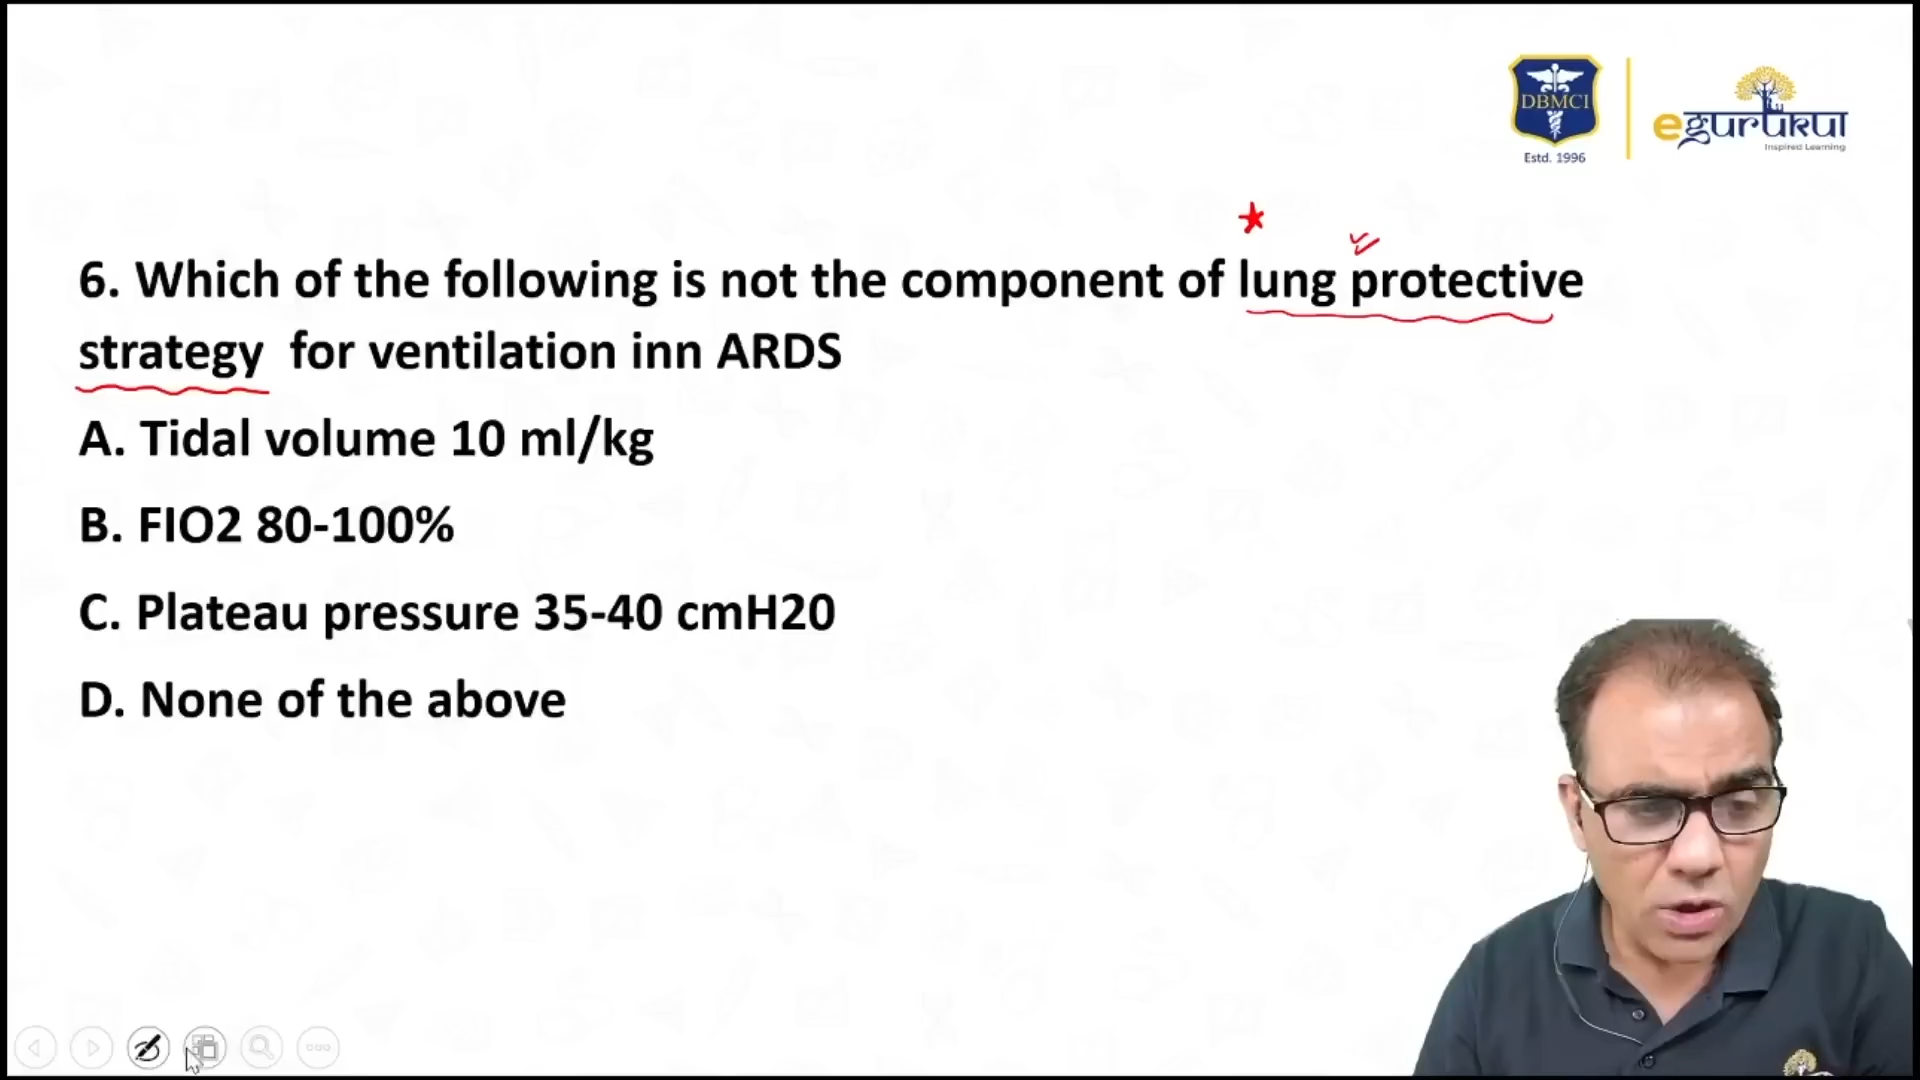 DBMCI
Estd. 1996
egurukul
Inspired Learning
6. Which of the following is not the component of lung protective
strategy for ventilation inn ARDS
A. Tidal volume 10 ml/kg
B. FIO2 80-100%
C. Plateau pressure 35-40 cmH20
D. None of the above